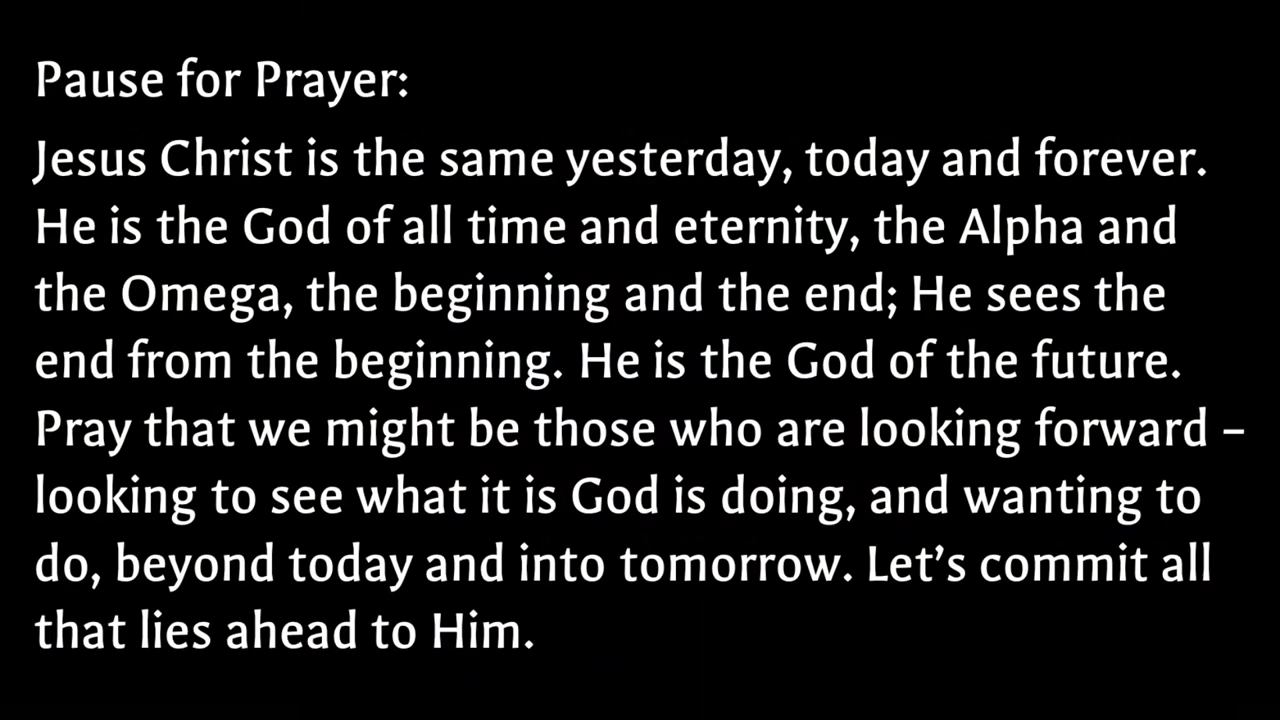 Pause for Prayer:
Jesus Christ is the same yesterday, today and forever.
He is the God of all time and eternity, the Alpha and
the Omega, the beginning and the end; He sees the
end from the beginning. He is the God of the future.
Pray that we might be those who are looking forward –
looking to see what it is God is doing, and wanting to
do, beyond today and into tomorrow. Let’s commit all
that lies ahead to Him.